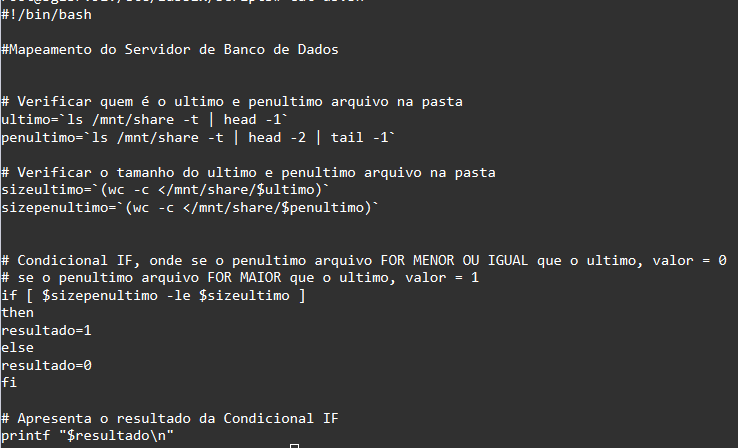 #!/bin/bash
#Mapeamento do Servidor de Banco de Dados
# Verificar quem é o ultimo e penultimo arquivo na pasta
ultimo=`ls /mnt/share -t | head -1`
penultimo=`ls /mnt/share -t | head -2 | tail -1`
# Verificar o tamanho do ultimo e penultimo arquivo na pasta
sizeultimo=`(wc -c </mnt/share/$ultimo)`
sizepenultimo=`(wc -c </mnt/share/$penultimo)`
# Condicional IF, onde se o penultimo arquivo FOR MENOR OU IGUAL que o ultimo, valor = 0
# se o penultimo arquivo FOR MAIOR que o ultimo, valor = 1
if [ $sizepenultimo -le $sizeultimo ]
then
resultado=1
else
resultado=0
fi
# Apresenta o resultado da Condicional IF
printf "$resultado\n"